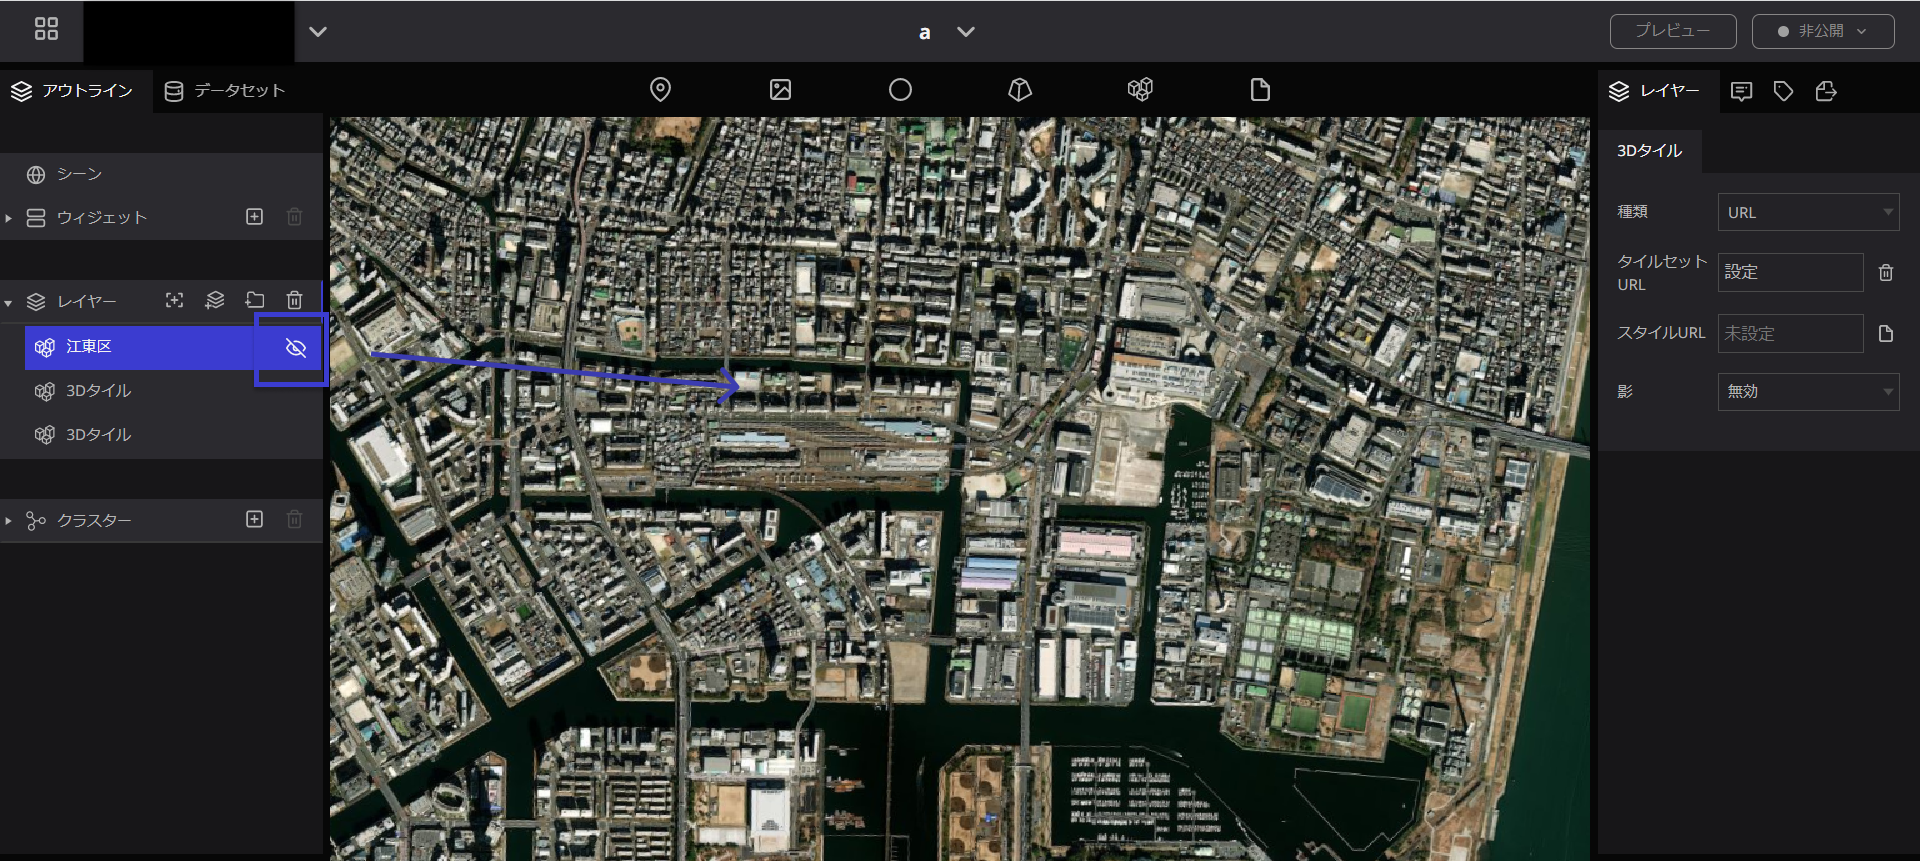 a
プレビュー
非公開
アウトライン
データセット
シーン
ウィジェット
レイヤー
江東区
3Dタイル
3Dタイル
クラスター
レイヤー
3Dタイル
種類
URL
タイルセット
URL
設定
スタイルURL
未設定
影
無効